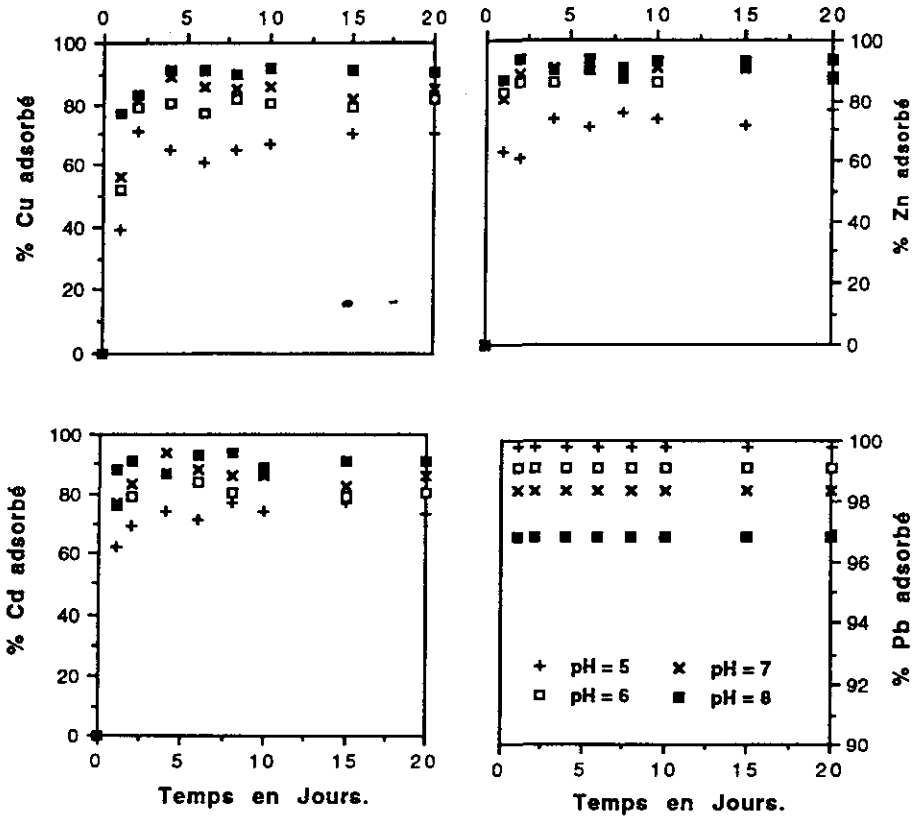 0 5 10 15 20
0 5 10 15 20
100
80
60
40
20
0
% Cu adsorbé
100
80
60
40
20
0
% Zn adsorbé
100
80
60
40
20
0
% Cd adsorbé
0 5 10 15 20
Temps en Jours.
100
98
96
94
92
90
% Pb adsorbé
pH = 5
pH = 7
pH = 6
pH = 8
0 5 10 15 20
Temps en Jours.